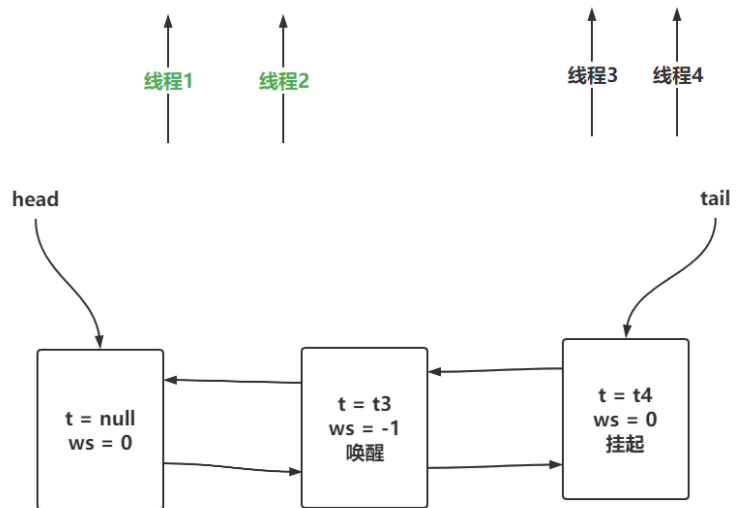 线程1
线程2
线程3
线程4
head
tail
t = null
ws = 0
t = t3
ws = -1
唤醒
t = t4
ws = 0
挂起